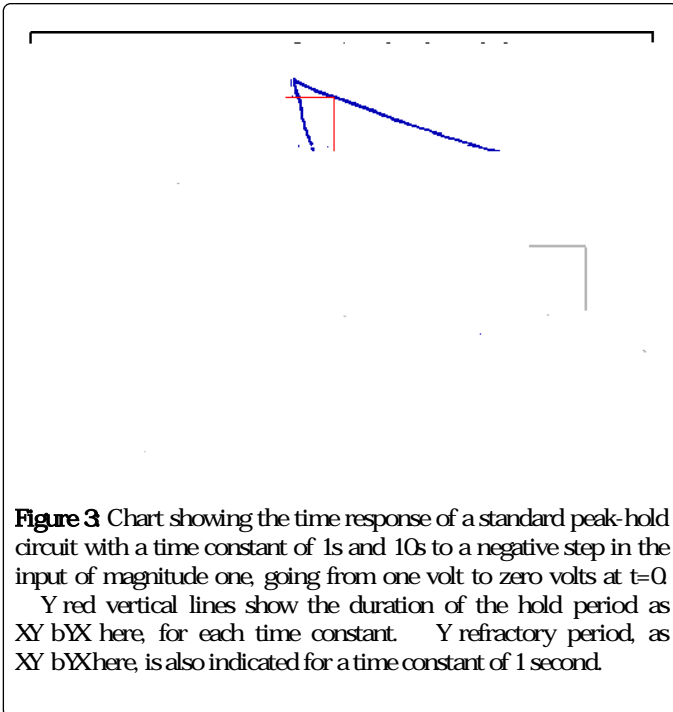 Figure 3: Chart showing the time response of a standard peak-hold
circuit with a time constant of 1s and 10s to a negative step in the
input of magnitude one, going from one volt to zero volts at t=0.
Y red vertical lines show the duration of the hold period as
XY bYX here, for each time constant. Y refractory period, as
XY bYX here, is also indicated for a time constant of 1 second.